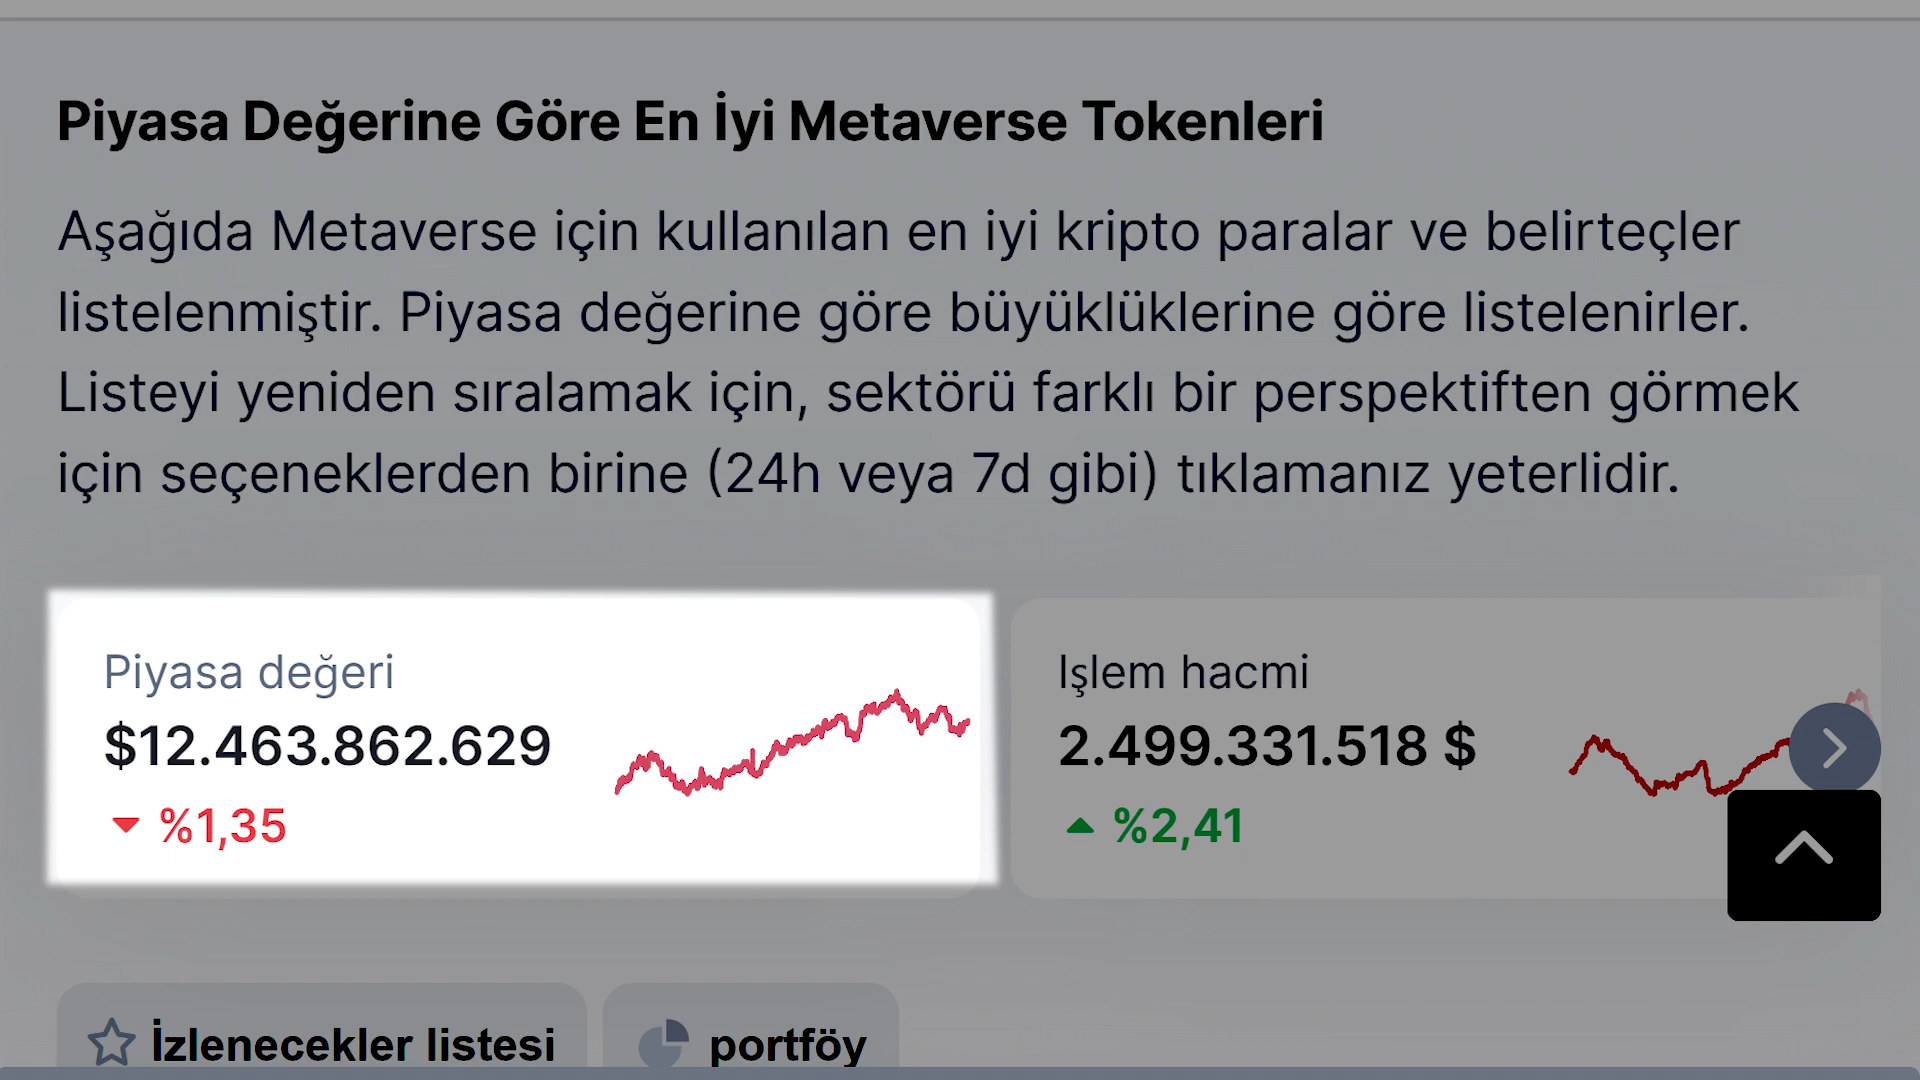 Piyasa Değerine Göre En İyi Metaverse Tokenleri
Aşağıda Metaverse için kullanılan en iyi kripto paralar ve belirteçler
listelenmiştir. Piyasa değerine göre büyüklüklerine göre listelenirler.
Listeyi yeniden sıralamak için, sektörü farklı bir perspektiften görmek
için seçeneklerden birine (24h veya 7d gibi) tıklamanız yeterlidir.
Piyasa değeri
$12.463.862.629
%1,35
Işlem hacmi
2.499.331.518 $
%2,41
İzlenecekler listesi
portföy